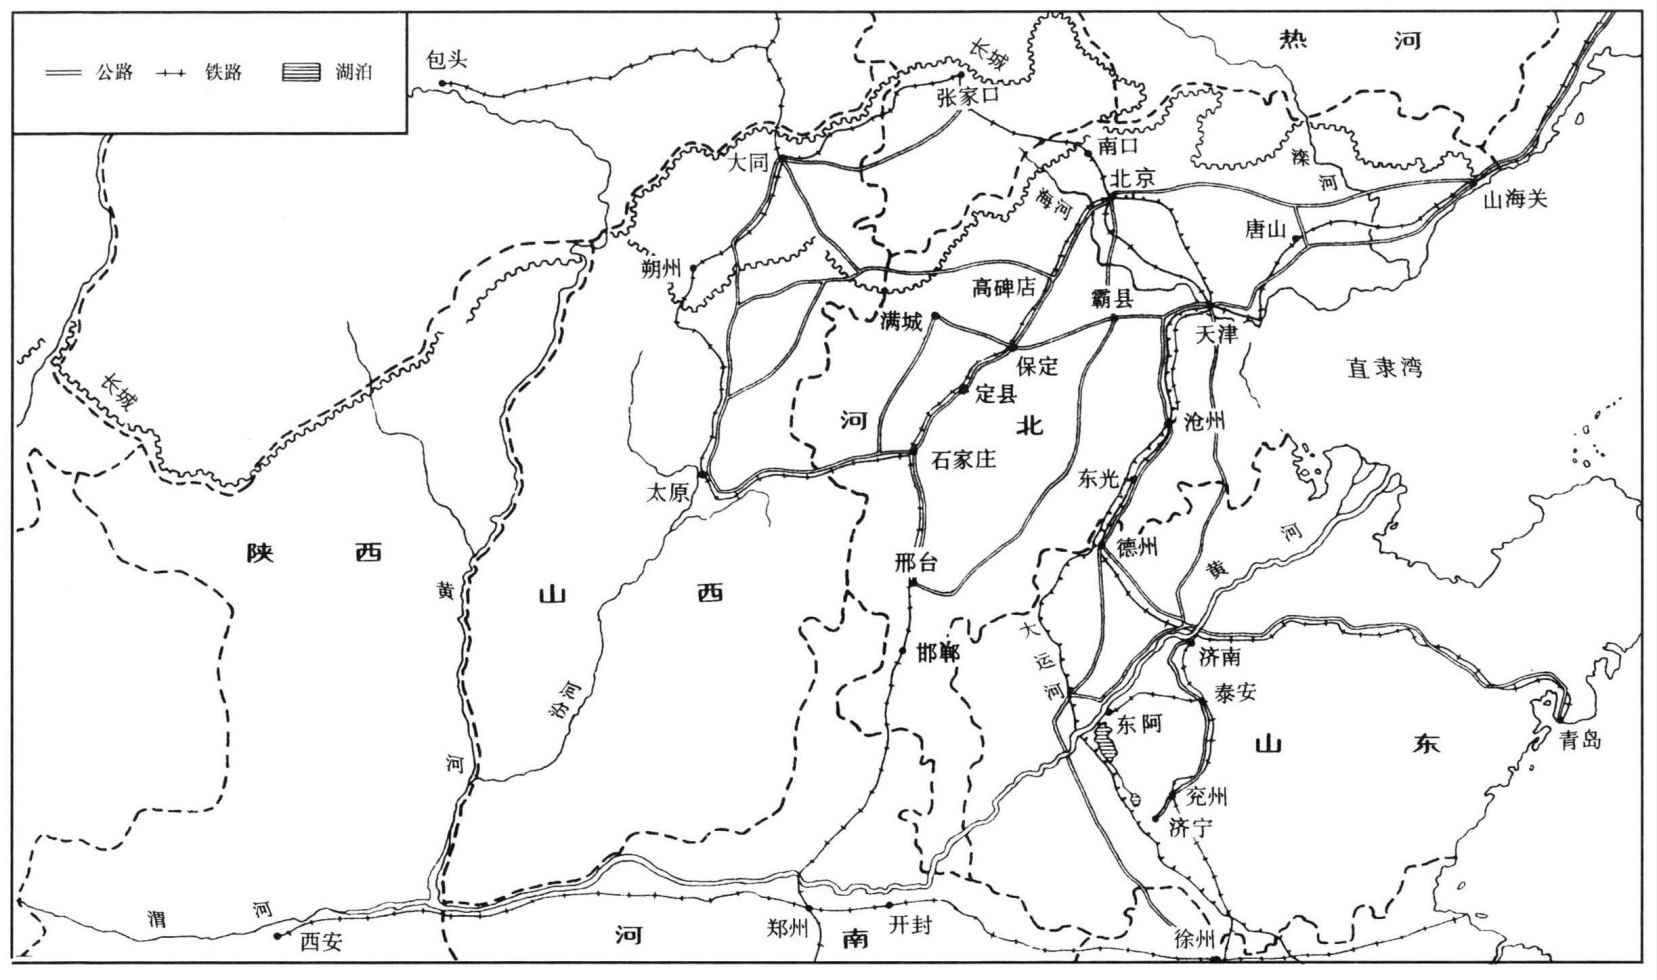 公路 铁路 湖泊
包头
长城
热 河
张家口
大同
南口
北京
滦
河
海河
山海关
唐山
朔州
高碑店
霸县
满城
天津
保定
直隶湾
定县
长城
河 北
沧州
石家庄
太原
东光
陕 西
德州
河
黄
邢台
黄
山 西
大
运
河
邯郸
济南
泰安
汾河
东阿
山 东
青岛
河
兖州
济宁
渭 河
西安
河 南
郑州
开封
徐州